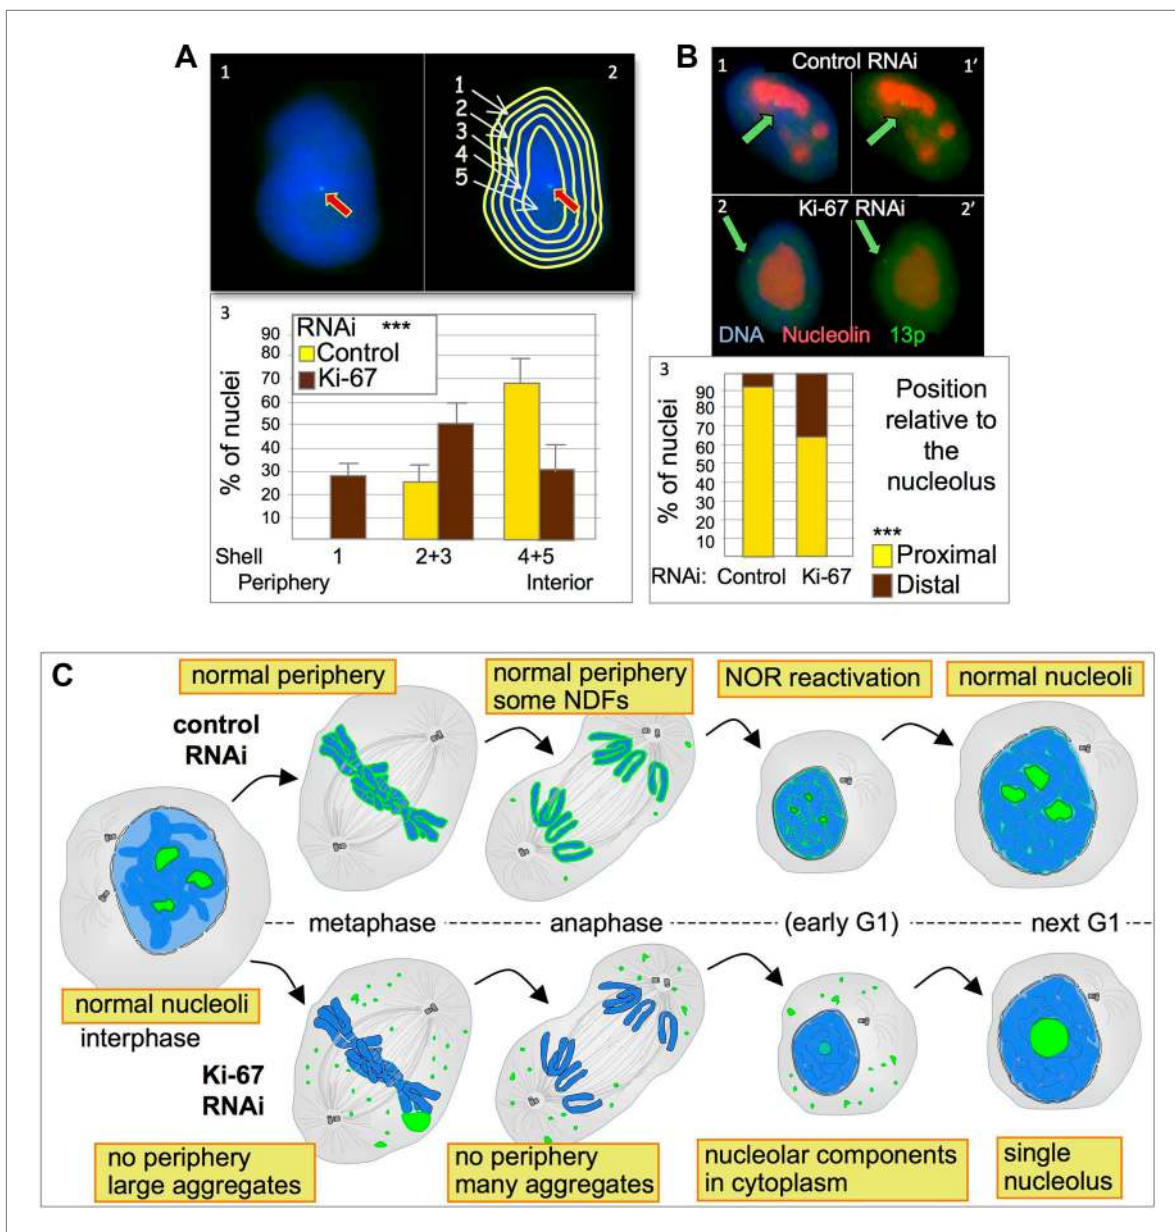 A
1
2
1
2
3
4
5
3
RNAi ***
Control
Ki-67
% of nuclei
90
80
70
60
50
40
30
20
10
Shell 1 2+3 4+5
Periphery Interior
B
Control RNAi
1 1′
Ki-67 RNAi
2 2′
DNA Nucleolin 13p
3
% of nuclei
90
80
70
60
50
40
30
20
10
RNAi: Control Ki-67
Position
relative to
the
nucleolus
***
Proximal
Distal
C
normal periphery
normal periphery
some NDFs
NOR reactivation
normal nucleoli
control
RNAi
metaphase anaphase (early G1) next G1
normal nucleoli
interphase
Ki-67
RNAi
no periphery
large aggregates
no periphery
many aggregates
nucleolar components
in cytoplasm
single
nucleolus